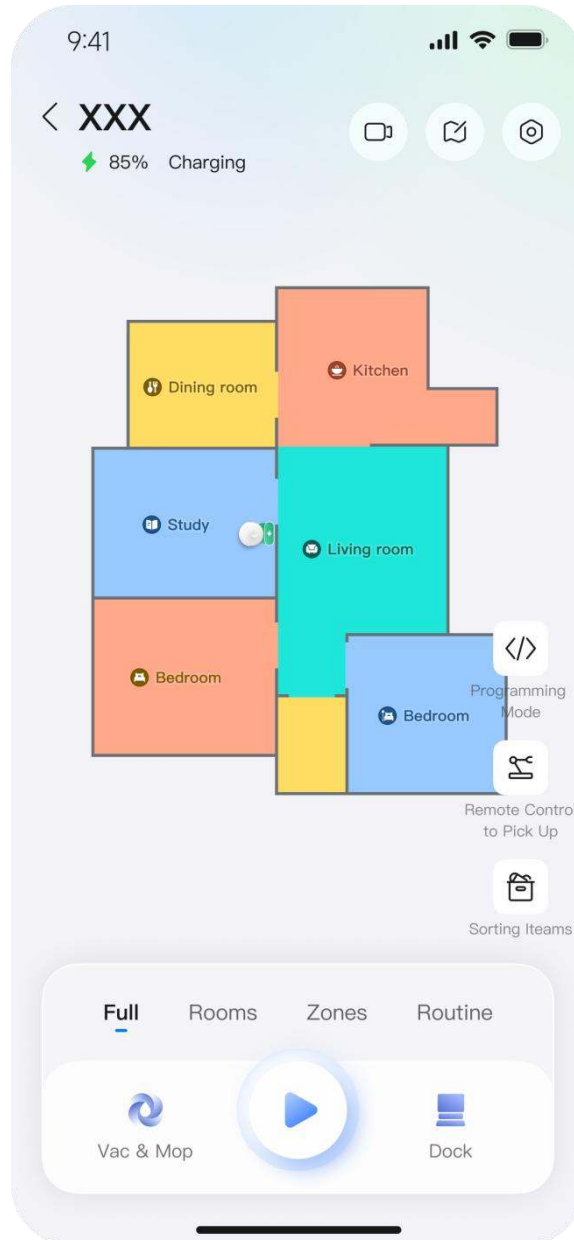 9:41
XXX
85% Charging
Kitchen
Dining room
Study
Living room
Bedroom
Bedroom
Programming
Mode
Remote Contro
to Pick Up
Sorting Iteams
Full Rooms Zones Routine
Vac & Mop
Dock